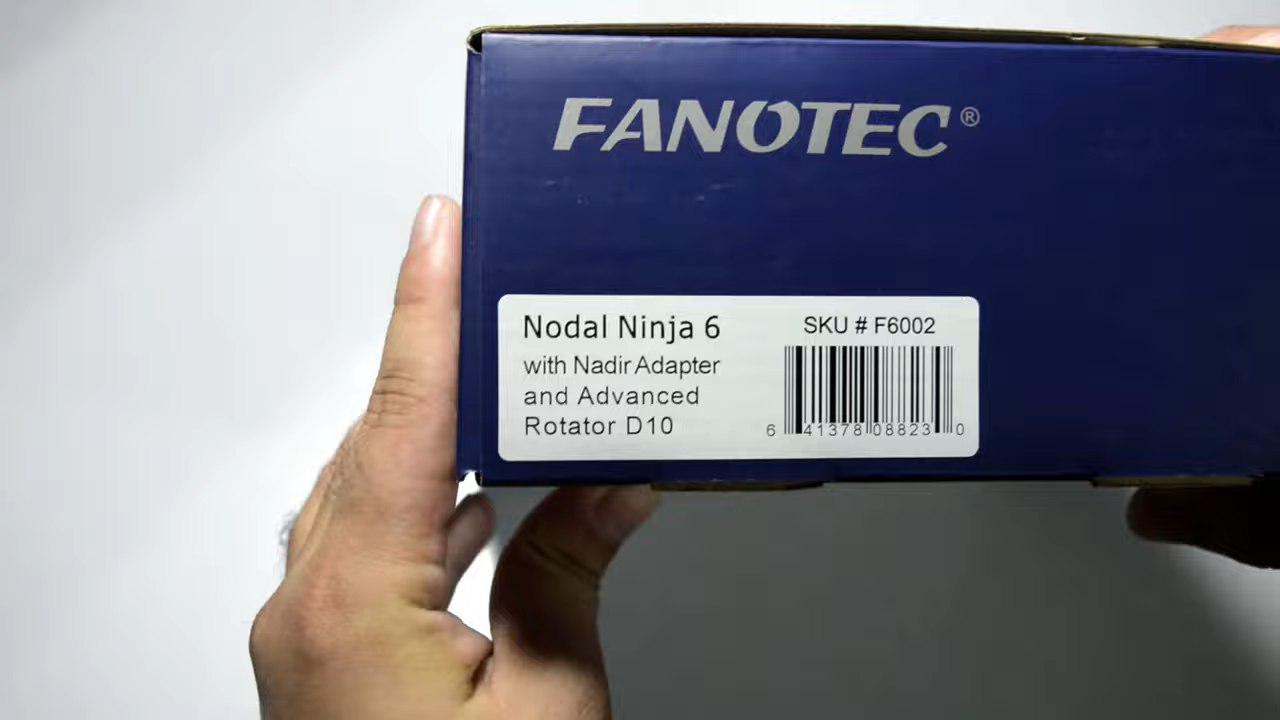 FANOTEC®
Nodal Ninja 6
with Nadir Adapter
and Advanced
Rotator D10
SKU # F6002
6 41378 08823 0